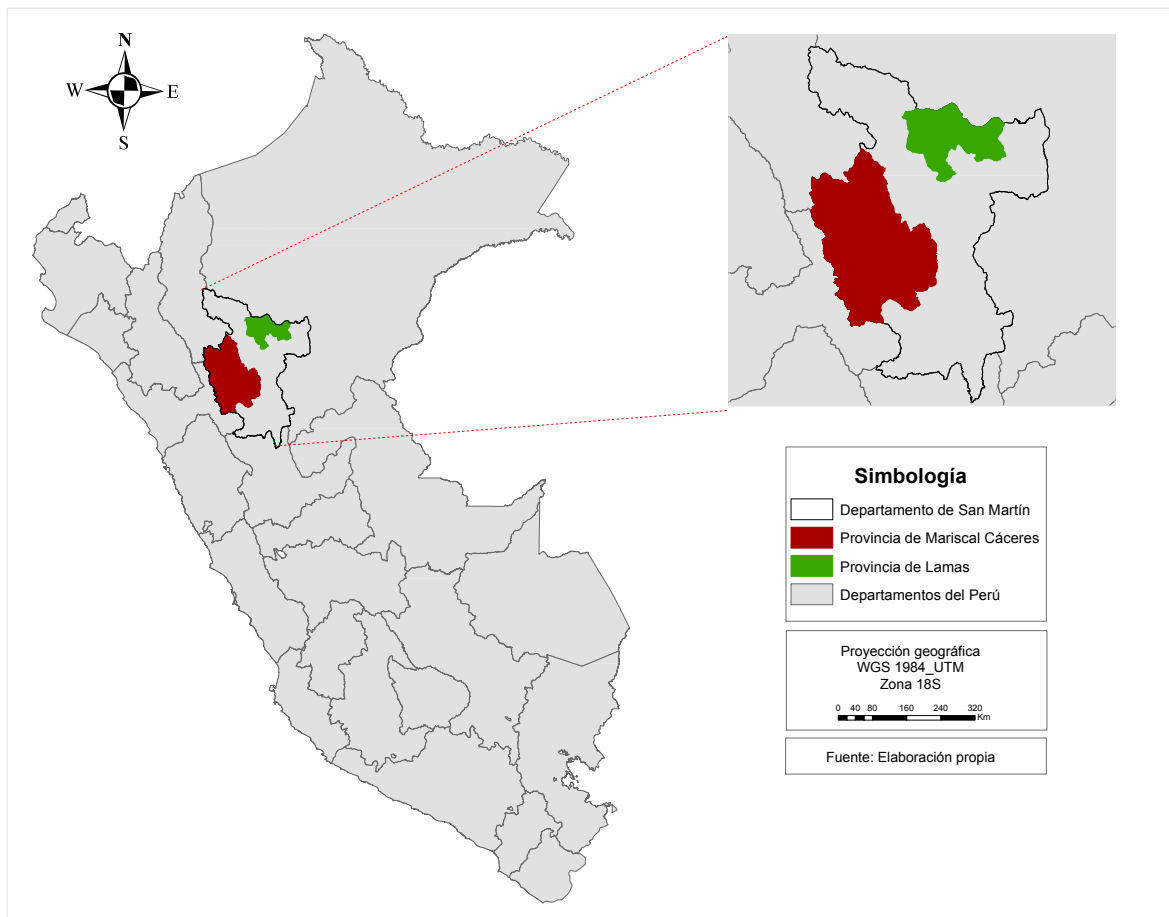 N
W
E
S
Simbología
Departamento de San Martín
Provincia de Mariscal Cáceres
Provincia de Lamas
Departamentos del Perú
Proyección geográfica
WGS 1984_UTM
Zona 18S
0 40 80 160 240 320
Km
Fuente: Elaboración propia